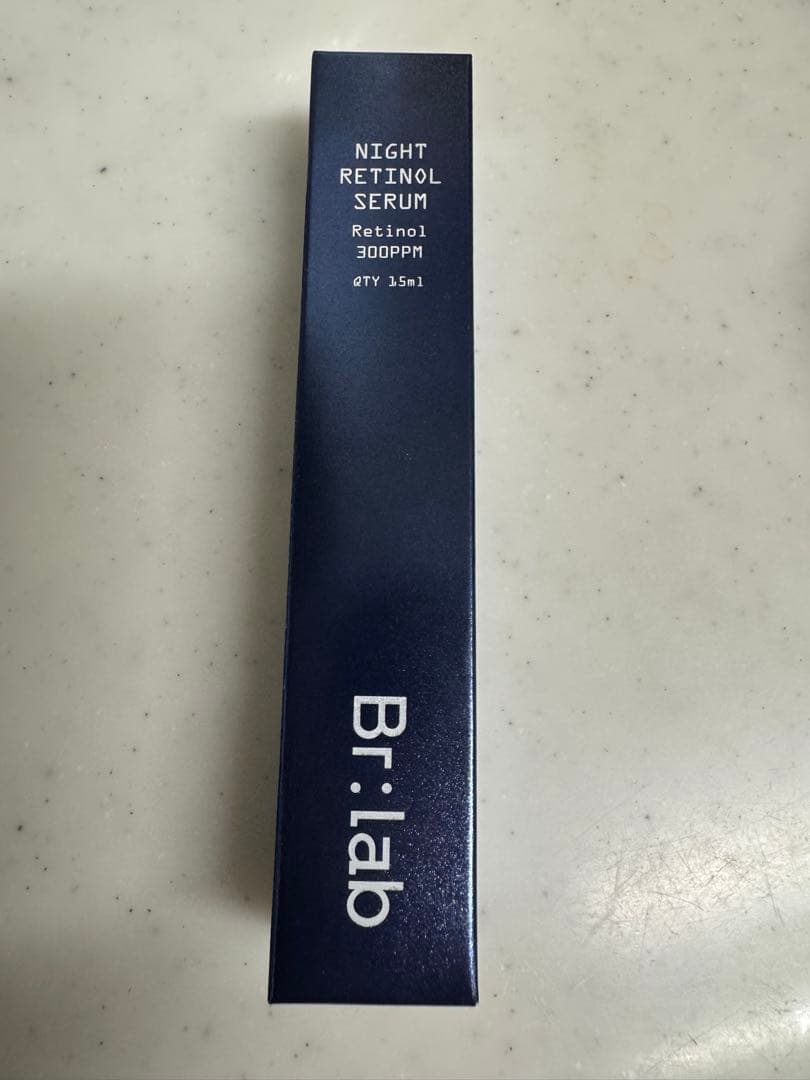 NIGHT
RETINOL
SERUM
Retinol
300PPM
QTY 15ml
Br:lab